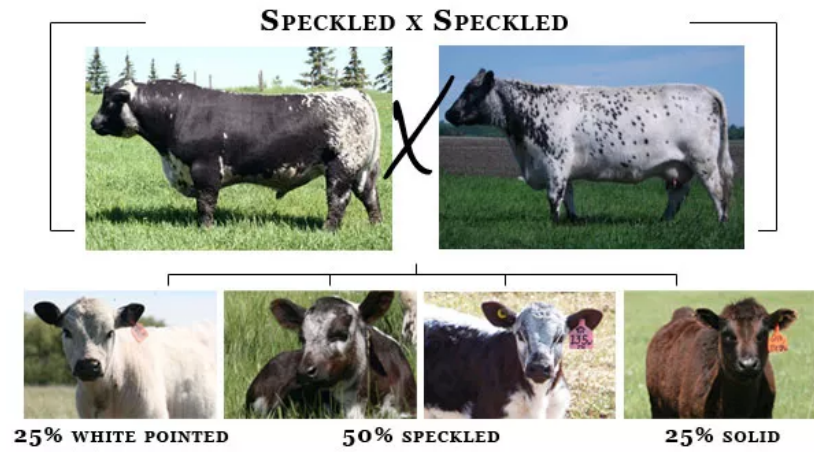 SPECKLED X SPECKLED
X
135
25% WHITE POINTED
50% SPECKLED
25% SOLID